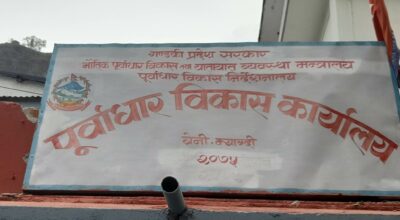 गण्डकी प्रदेश सरकार
भौतिक पूर्वाधार विकास तथा यातायात व्यवस्था मन्त्रालय
पूर्वाधार विकास निर्देशनालय
पूर्वाधार विकास कार्यालय
बेनी, म्याग्दी
२०७५